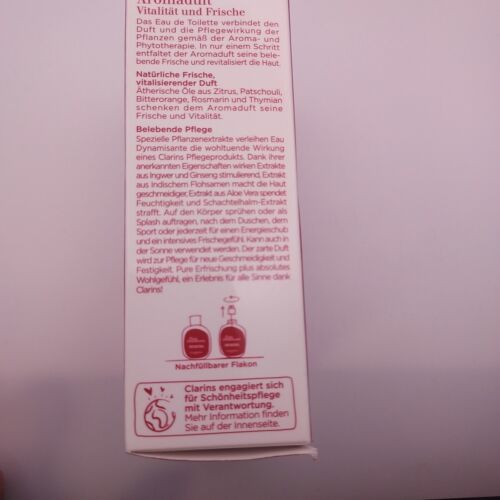 Aromaduft
Vitalität und Frische
Das Eau de Toilette verbindet den
Duft und die Pflegewirkung der
Pflanzen gemäß der Aroma- und
Phytotherapie. In nur einem Schritt
entfaltet der Aromaduft seine bele-
bende Frische und revitalisiert die Haut.
Natürliche Frische,
vitalisierender Duft
Ätherische Öle aus Zitrus, Patschouli,
Bitterorange, Rosmarin und Thymian
schenken dem Aromaduft seine
Frische und Vitalität.
Belebende Pflege
Spezielle Pflanzenextrakte verleihen Eau
Dynamisante die wohltuende Wirkung
eines Clarins Pflegeprodukts. Dank ihrer
anerkannten Eigenschaften wirken Extrakte
aus Ingwer und Ginseng stimulierend, Extrakt
aus indischem Flohsamen macht die Haut
geschmeidiger, Extrakt aus Aloe Vera spendet
Feuchtigkeit und Schachtelhalm-Extrakt
strafft. Auf den Körper sprühen oder als
Splash auftragen, nach dem Duschen, dem
Sport oder jederzeit für einen Energieschub
und ein intensives Frischegefühl. Kann auch in
der Sonne verwendet werden. Der zarte Duft
wird zur Pflege für neue Geschmeidigkeit und
Festigkeit. Pure Erfrischung plus absolutes
Wohlgefühl, ein Erlebnis für alle Sinne dank
Clarins!
Nachfüllbarer Flakon
Clarins engagiert sich
für Schönheitspflege
mit Verantwortung.
Mehr Information finden
Sie auf der Innenseite.